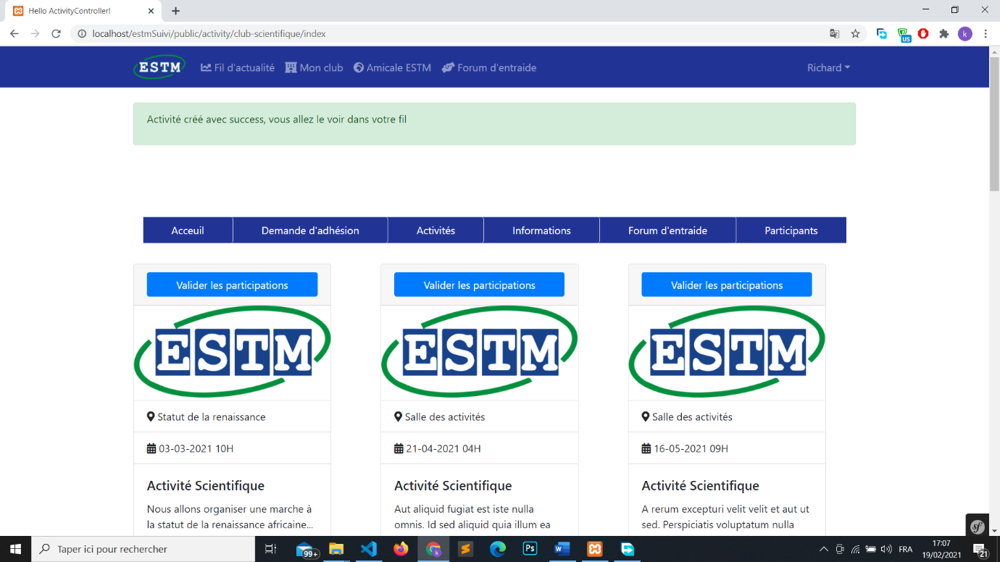 Hello ActivityController!
localhost/estmSuivi/public/activity/club-scientifique/index
US
k
ESTM Fil d'actualité Mon club Amicale ESTM Forum d'entraide Richard
Activité créé avec success, vous allez le voir dans votre fil
Acceuil Demande d'adhésion Activités Informations Forum d'entraide Participants
Valider les participations Valider les participations Valider les participations
ESTM ESTM ESTM
Statut de la renaissance Salle des activités Salle des activités
03-03-2021 10H 21-04-2021 04H 16-05-2021 09H
Activité Scientifique Activité Scientifique Activité Scientifique
Nous allons organiser une marche à Aut aliquid fugiat est iste nulla A rerum excepturi velit velit et aut ut
la statut de la renaissance africaine... omnis. Id sed aliquid quia illum ea sed. Perspiciatis voluptatum nulla
sf
Taper ici pour rechercher
99+
k
Ps
W
FRA
17:07
19/02/2021
21